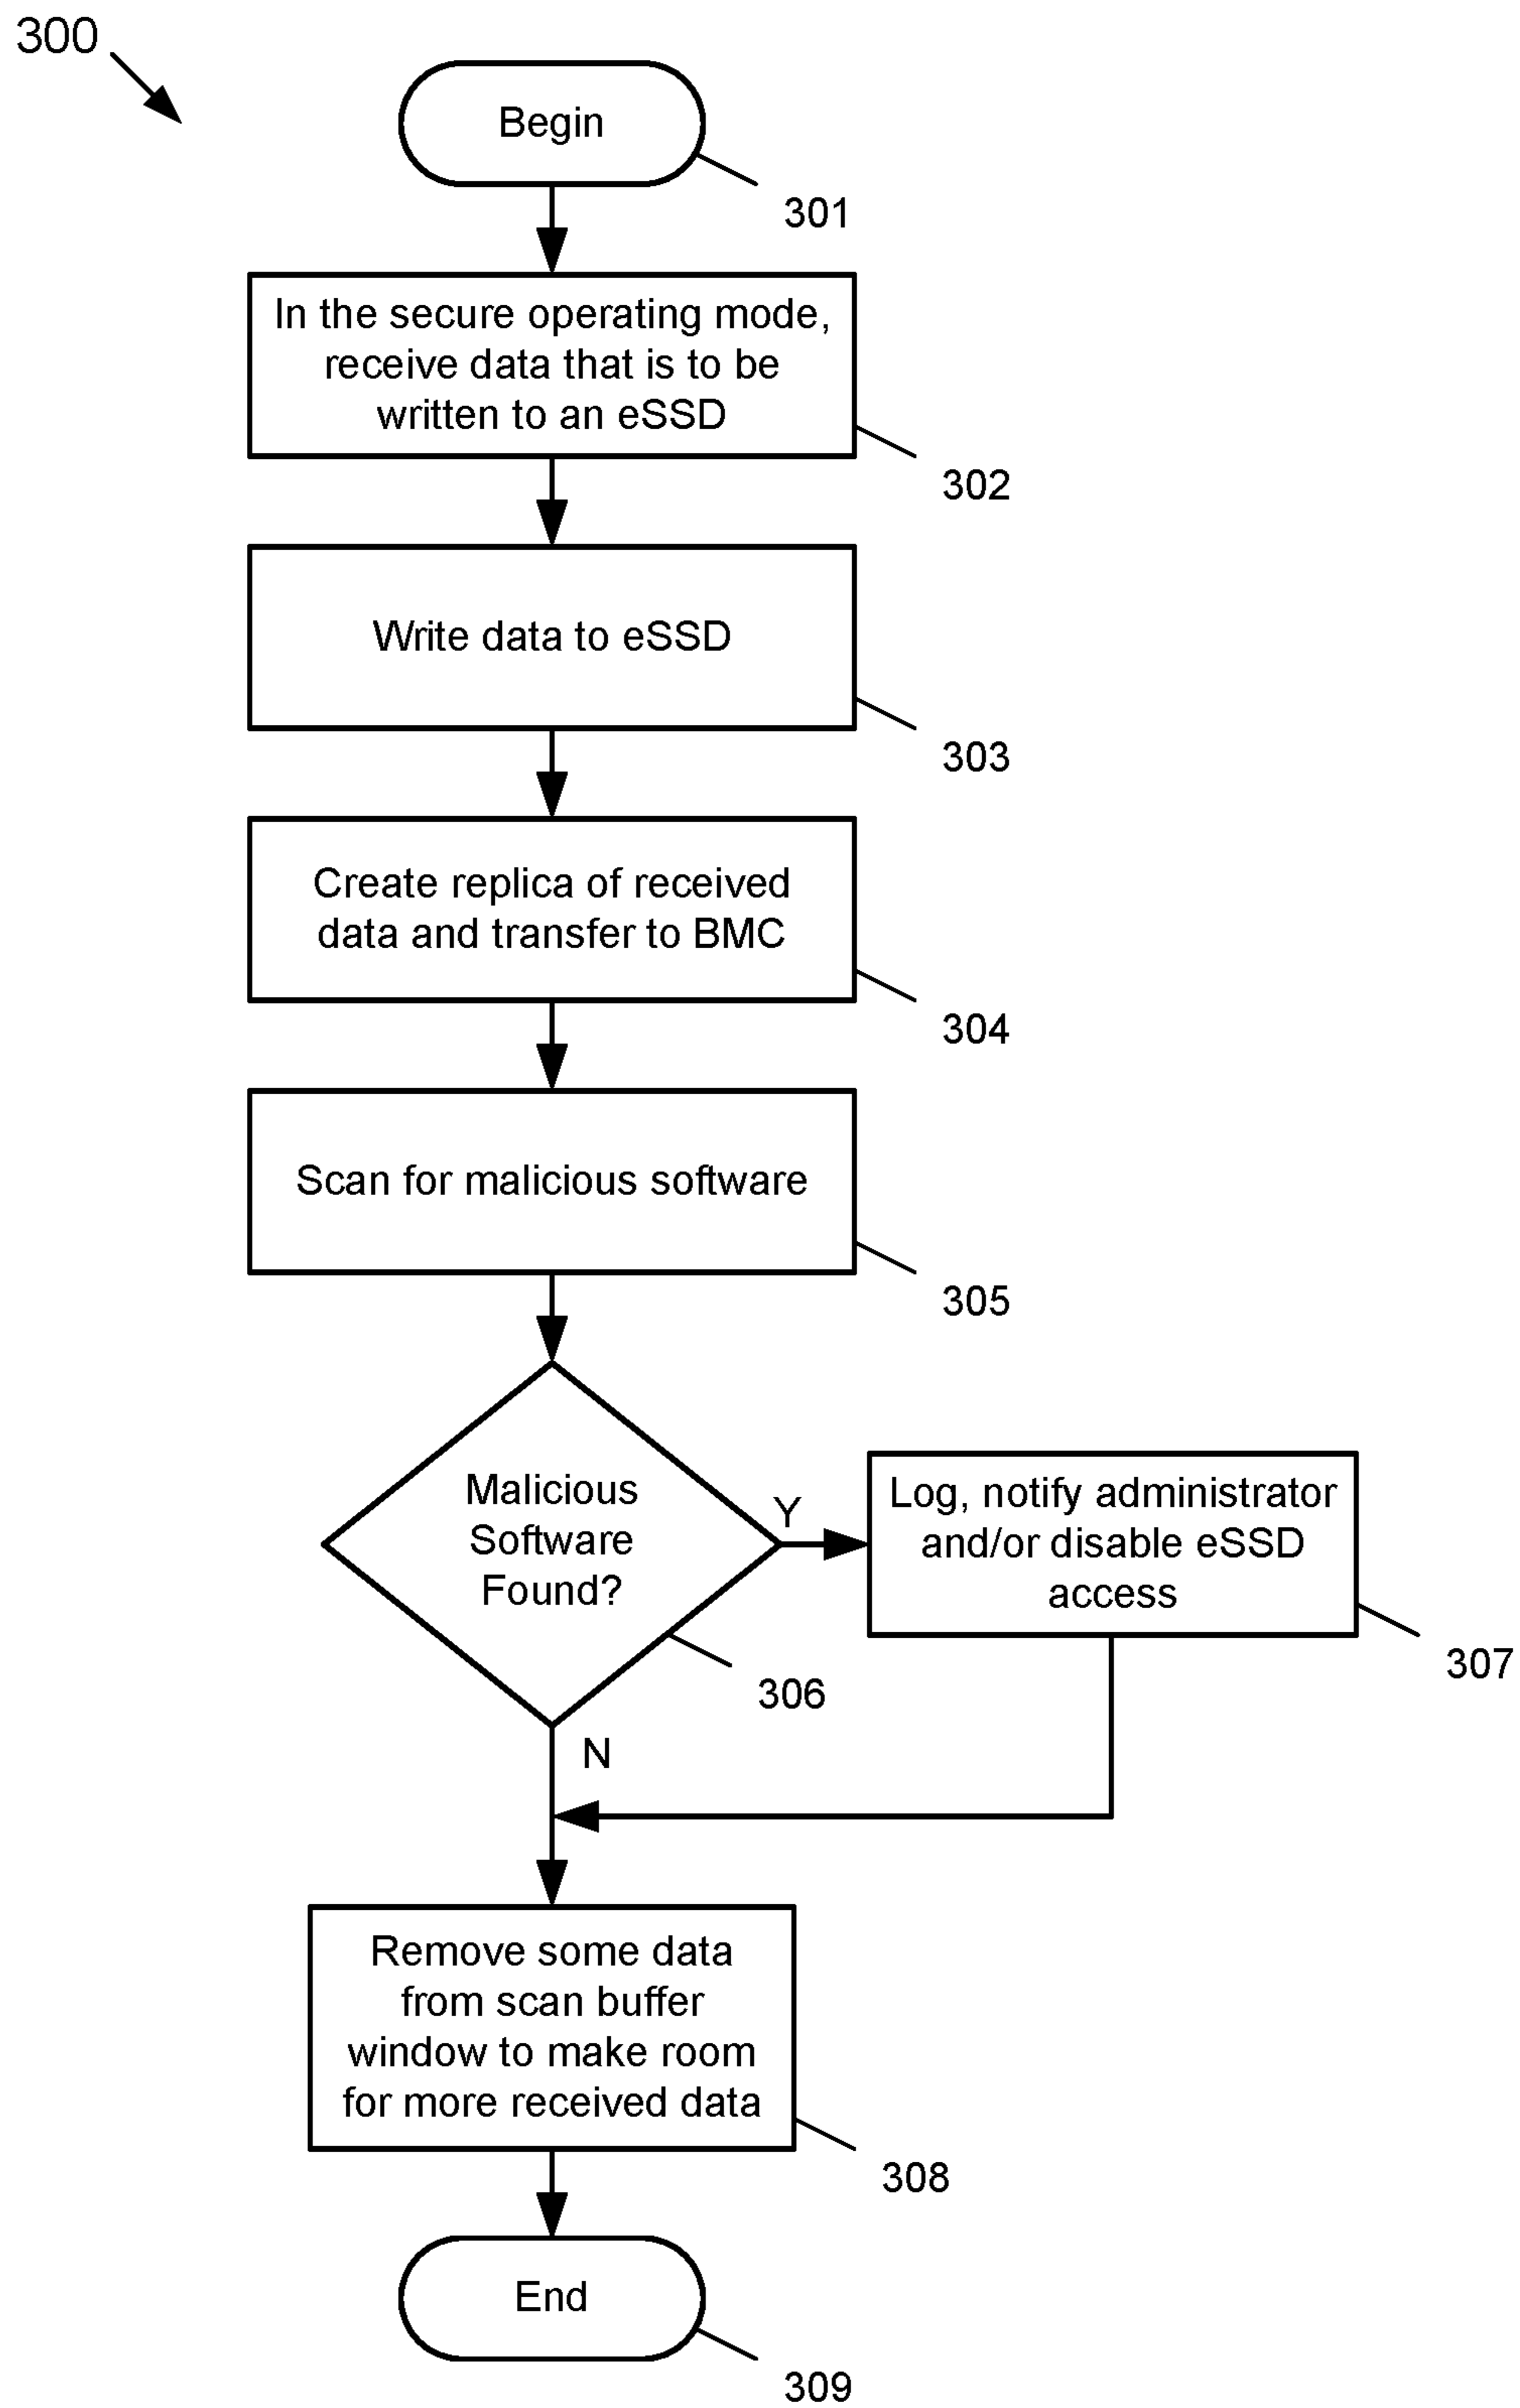 300
Begin
301
In the secure operating mode,
receive data that is to be
written to an eSSD
302
Write data to eSSD
303
Create replica of received
data and transfer to BMC
304
Scan for malicious software
305
Malicious
Software
Found?
Y
306
N
Log, notify administrator
and/or disable eSSD
access
307
Remove some data
from scan buffer
window to make room
for more received data
308
End
309